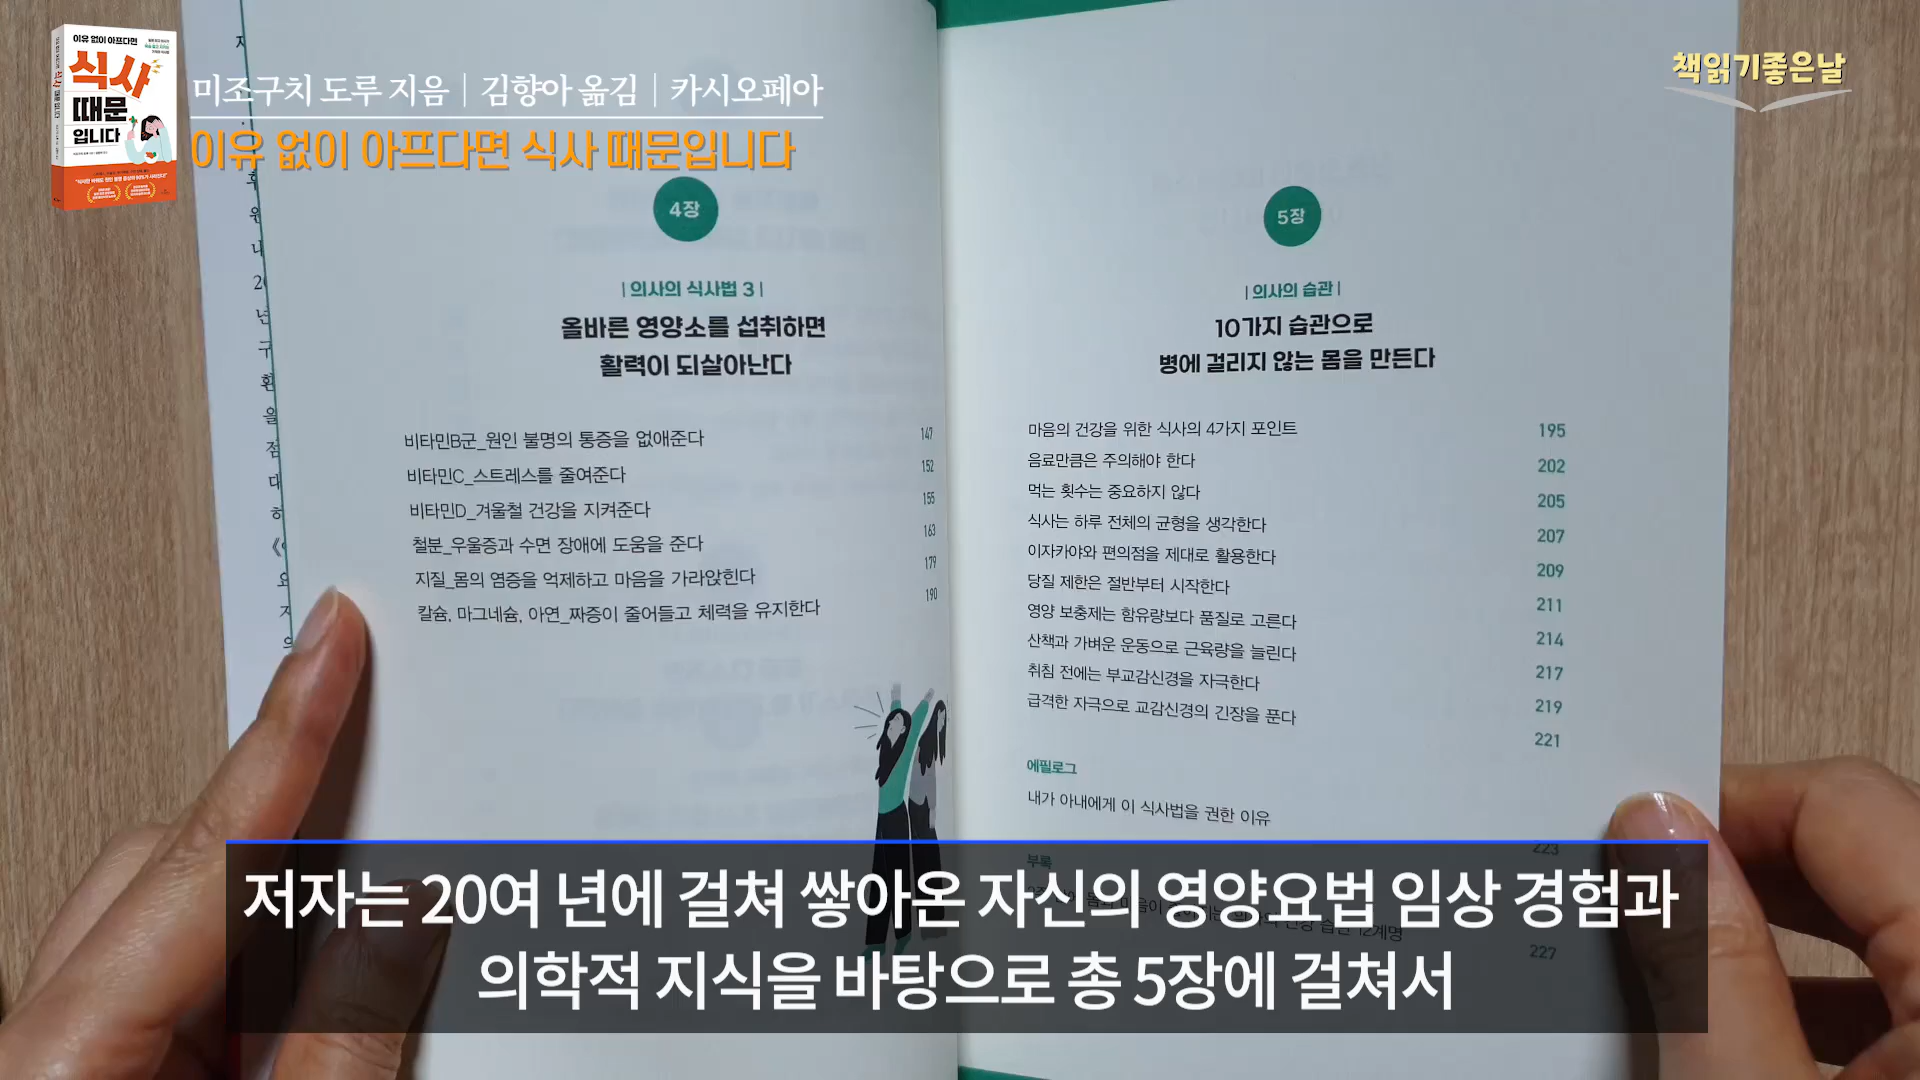 이유 없이 아프다면
식사
때문
입니다
미조구치 도루 지음 | 김향아 옮김 | 카시오페아
이유 없이 아프다면 식사 때문입니다
책읽기좋은날
4장
| 의사의 식사법 3 |
올바른 영양소를 섭취하면
활력이 되살아난다
비타민B군_원인 불명의 통증을 없애준다 147
비타민C_스트레스를 줄여준다 152
비타민D_겨울철 건강을 지켜준다 155
철분_우울증과 수면 장애에 도움을 준다 163
지질_몸의 염증을 억제하고 마음을 가라앉힌다 179
칼슘, 마그네슘, 아연_짜증이 줄어들고 체력을 유지한다 190
5장
| 의사의 습관 |
10가지 습관으로
병에 걸리지 않는 몸을 만든다
마음의 건강을 위한 식사의 4가지 포인트 195
음료만큼은 주의해야 한다 202
먹는 횟수는 중요하지 않다 205
식사는 하루 전체의 균형을 생각한다 207
이자카야와 편의점을 제대로 활용한다 209
당질 제한은 절반부터 시작한다 211
영양 보충제는 함유량보다 품질로 고른다 214
산책과 가벼운 운동으로 근육량을 늘린다 217
취침 전에는 부교감신경을 자극한다 219
급격한 자극으로 교감신경의 긴장을 푼다 221
에필로그
내가 아내에게 이 식사법을 권한 이유 223
부록
227
저자는 20여 년에 걸쳐 쌓아온 자신의 영양요법 임상 경험과
의학적 지식을 바탕으로 총 5장에 걸쳐서